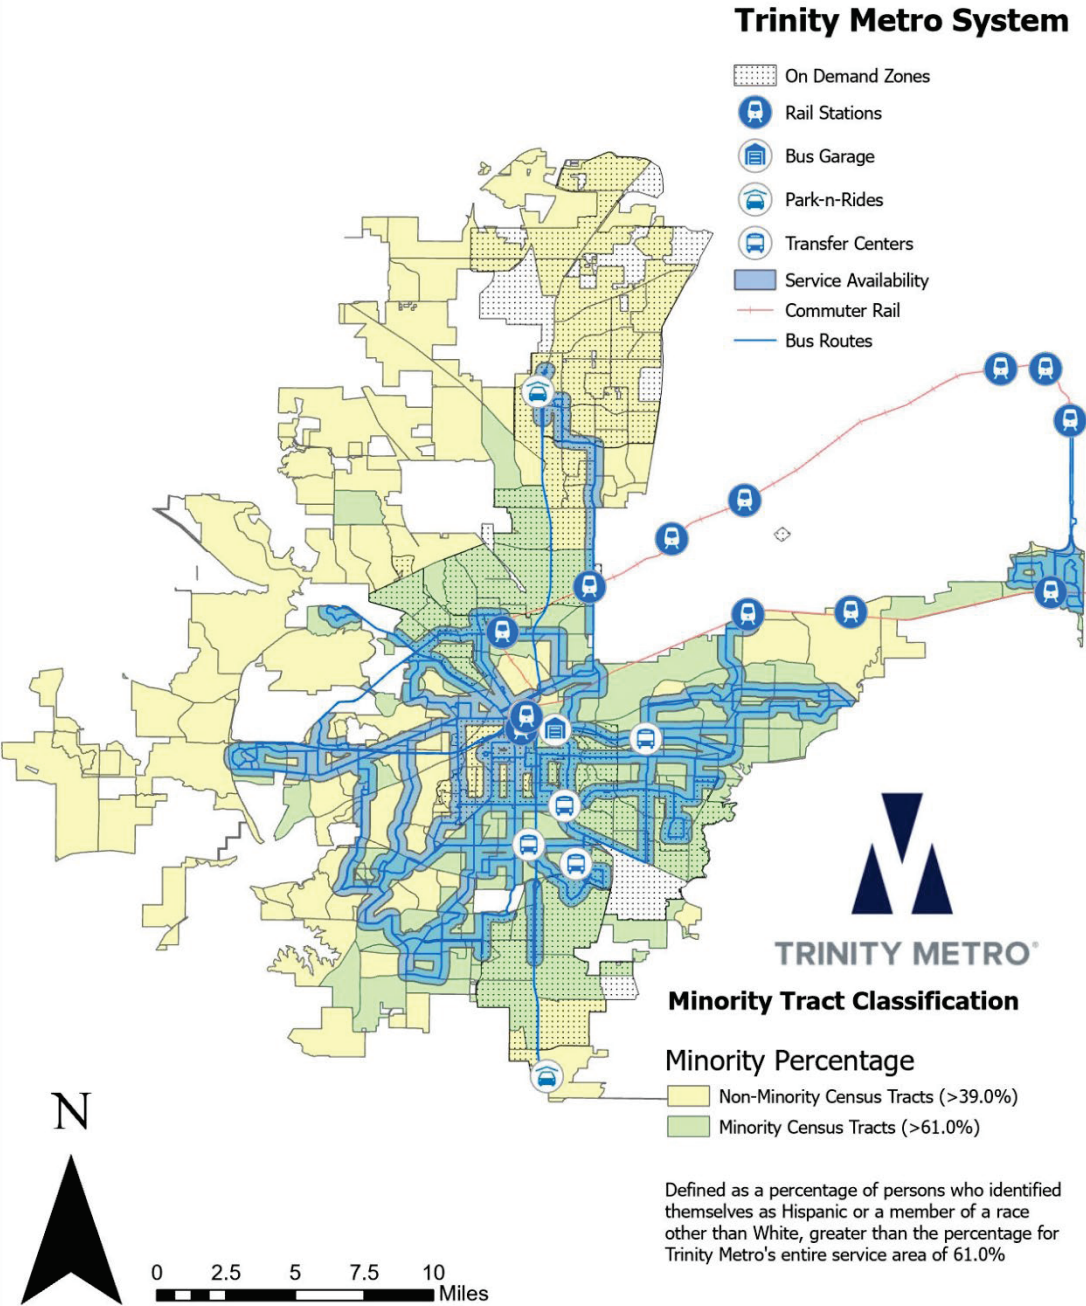 Trinity Metro System
On Demand Zones
Rail Stations
Bus Garage
Park-n-Rides
Transfer Centers
Service Availability
Commuter Rail
Bus Routes
TRINITY METRO®
Minority Tract Classification
Minority Percentage
Non-Minority Census Tracts (>39.0%)
Minority Census Tracts (>61.0%)
Defined as a percentage of persons who identified
themselves as Hispanic or a member of a race
other than White, greater than the percentage for
Trinity Metro's entire service area of 61.0%
N
0 2.5 5 7.5 10
Miles